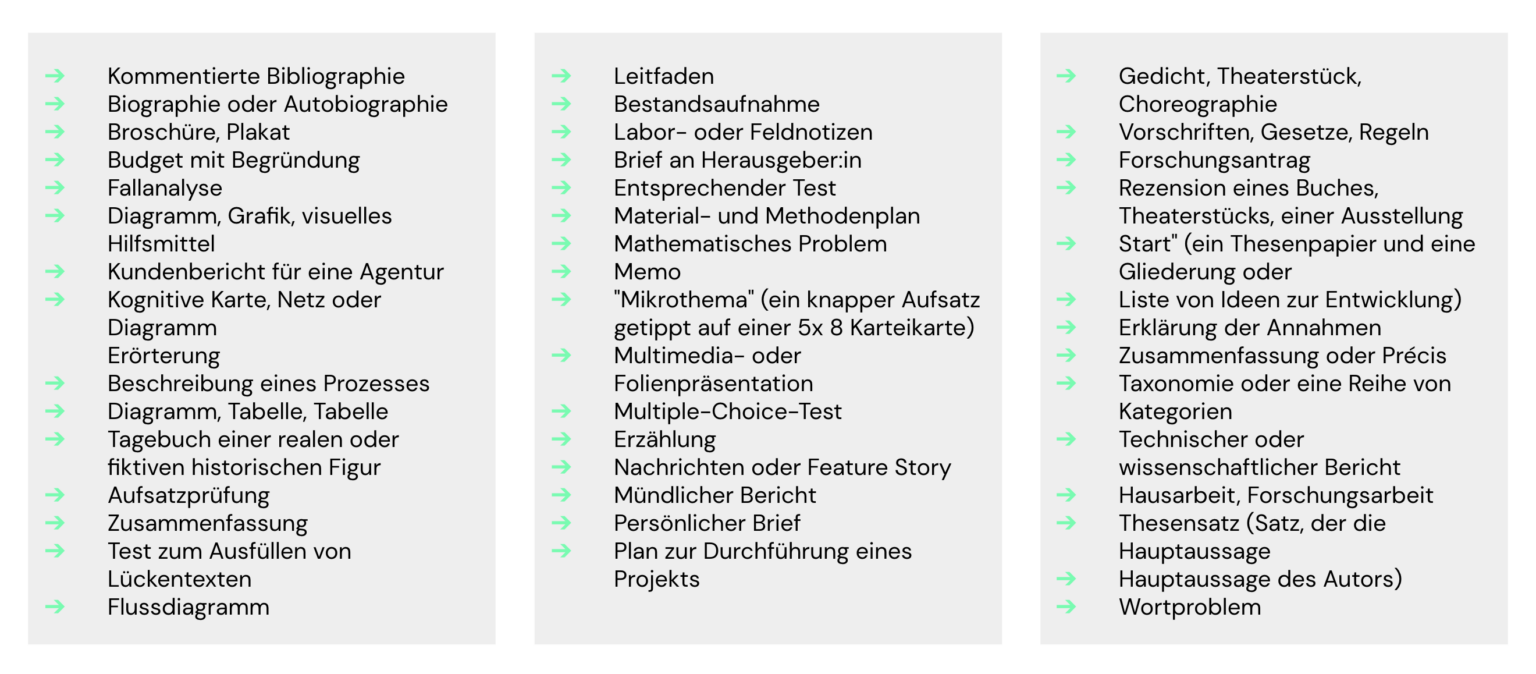 ➔ Kommentierte Bibliographie
➔ Biographie oder Autobiographie
➔ Broschüre, Plakat
➔ Budget mit Begründung
➔ Fallanalyse
➔ Diagramm, Grafik, visuelles
Hilfsmittel
➔ Kundenbericht für eine Agentur
➔ Kognitive Karte, Netz oder
Diagramm
Erörterung
➔ Beschreibung eines Prozesses
➔ Diagramm, Tabelle, Tabelle
➔ Tagebuch einer realen oder
fiktiven historischen Figur
➔ Aufsatzprüfung
➔ Zusammenfassung
➔ Test zum Ausfüllen von
Lückentexten
➔ Flussdiagramm
➔ Leitfaden
➔ Bestandsaufnahme
➔ Labor- oder Feldnotizen
➔ Brief an Herausgeber:in
➔ Entsprechender Test
➔ Material- und Methodenplan
➔ Mathematisches Problem
➔ Memo
➔ "Mikrothema" (ein knapper Aufsatz
getippt auf einer 5x 8 Karteikarte)
➔ Multimedia- oder
Folienpräsentation
➔ Multiple-Choice-Test
➔ Erzählung
➔ Nachrichten oder Feature Story
➔ Mündlicher Bericht
➔ Persönlicher Brief
➔ Plan zur Durchführung eines
Projekts
➔ Gedicht, Theaterstück,
Choreographie
➔ Vorschriften, Gesetze, Regeln
➔ Forschungsantrag
➔ Rezension eines Buches,
Theaterstücks, einer Ausstellung
➔ Start" (ein Thesenpapier und eine
Gliederung oder
➔ Liste von Ideen zur Entwicklung)
➔ Erklärung der Annahmen
➔ Zusammenfassung oder Précis
➔ Taxonomie oder eine Reihe von
Kategorien
➔ Technischer oder
wissenschaftlicher Bericht
➔ Hausarbeit, Forschungsarbeit
➔ Thesensatz (Satz, der die
Hauptaussage
➔ Hauptaussage des Autors)
➔ Wortproblem